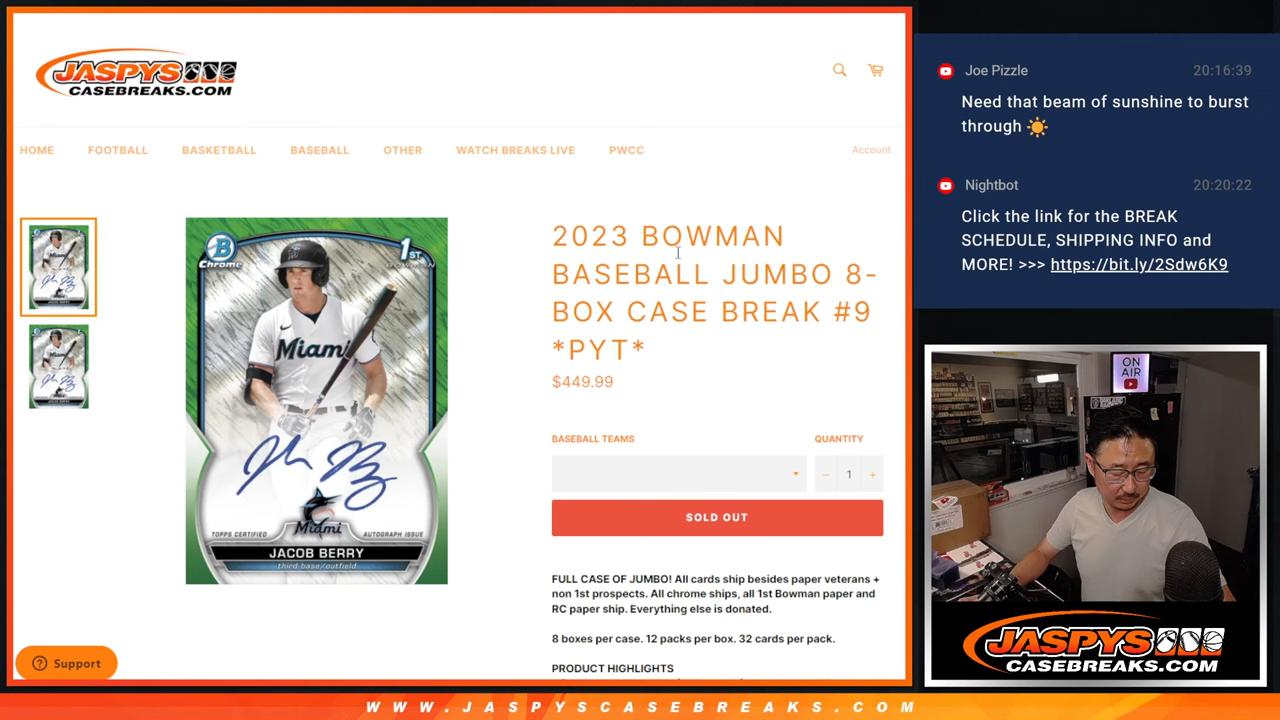 JASPYS
CASEBREAKS.COM
HOME
FOOTBALL
BASKETBALL
BASEBALL
OTHER
WATCH BREAKS LIVE
PWCC
Account
B
Chrome
1ST
Miami
Miami
TOPPS CERTIFIED
AUTOGRAPH ISSUE
JACOB BERRY
third base/outfield
2023 BOWMAN
BASEBALL JUMBO 8-
BOX CASE BREAK #9
*PYT*
$449.99
BASEBALL TEAMS
QUANTITY
− 1 +
SOLD OUT
FULL CASE OF JUMBO! All cards ship besides paper veterans +
non 1st prospects. All chrome ships, all 1st Bowman paper and
RC paper ship. Everything else is donated.
8 boxes per case. 12 packs per box. 32 cards per pack.
PRODUCT HIGHLIGHTS
Support
Joe Pizzle 20:16:39
Need that beam of sunshine to burst
through ☀️
Nightbot 20:20:22
Click the link for the BREAK
SCHEDULE, SHIPPING INFO and
MORE! >>> https://bit.ly/2Sdw6K9
ON
AIR
JASPYS
CASEBREAKS.COM
WWW.JASPYSCASEBREAKS.COM